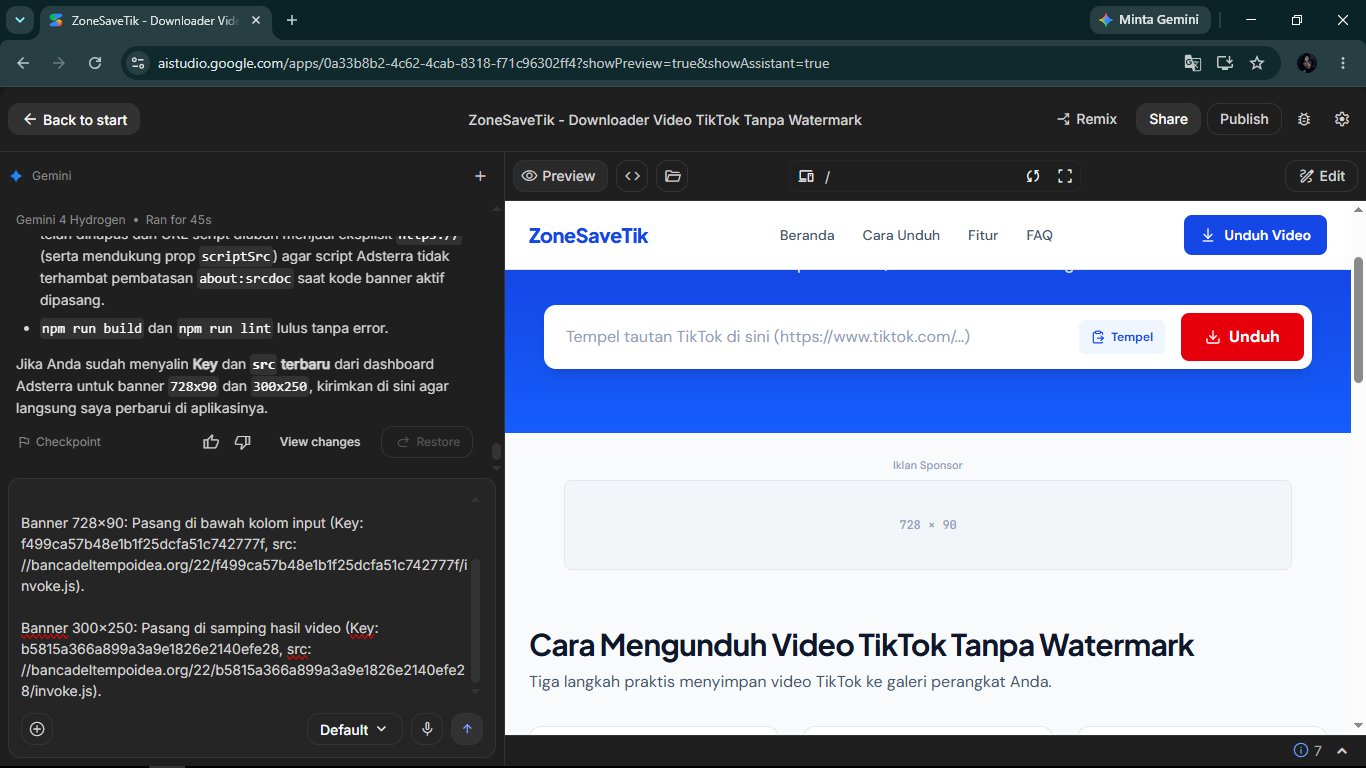 ZoneSaveTik - Downloader Vide
Minta Gemini
aistudio.google.com/apps/0a33b8b2-4c62-4cab-8318-f71c96302ff4?showPreview=true&showAssistant=true
Back to start
ZoneSaveTik - Downloader Video TikTok Tanpa Watermark
Remix
Share
Publish
Gemini
Gemini 4 Hydrogen • Ran for 45s
telah dihapus dan URL script diubah menjadi eksplisit https://
(serta mendukung prop scriptSrc) agar script Adsterra tidak
terhambat pembatasan about:srcdoc saat kode banner aktif
dipasang.
• npm run build dan npm run lint lulus tanpa error.
Jika Anda sudah menyalin Key dan src terbaru dari dashboard
Adsterra untuk banner 728x90 dan 300x250, kirimkan di sini agar
langsung saya perbarui di aplikasinya.
Checkpoint
View changes
Restore
Banner 728×90: Pasang di bawah kolom input (Key:
f499ca57b48e1b1f25dcfa51c742777f, src:
//bancadeltempoidea.org/22/f499ca57b48e1b1f25dcfa51c742777f/i
nvoke.js).
Banner 300×250: Pasang di samping hasil video (Key:
b5815a366a899a3a9e1826e2140efe28, src:
//bancadeltempoidea.org/22/b5815a366a899a3a9e1826e2140efe2
8/invoke.js).
Default
Preview
/
Edit
ZoneSaveTik
Beranda
Cara Unduh
Fitur
FAQ
Unduh Video
Tempel tautan TikTok di sini (https://www.tiktok.com/...)
Tempel
Unduh
Iklan Sponsor
728 × 90
Cara Mengunduh Video TikTok Tanpa Watermark
Tiga langkah praktis menyimpan video TikTok ke galeri perangkat Anda.
7